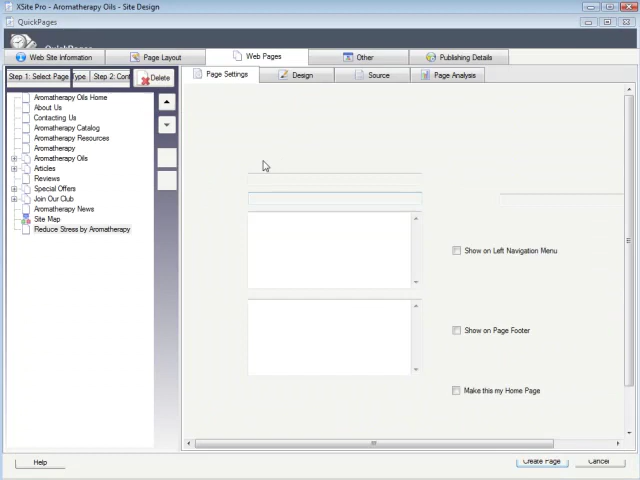 XSite Pro - Aromatherapy Oils - Site Design
QuickPages
QuickPages
Web Site Information
Page Layout
Web Pages
Other
Publishing Details
Step 1: Select Page
Type
Step 2: Cont
Delete
Page Settings
Design
Source
Page Analysis
Aromatherapy Oils Home
About Us
Contacting Us
Aromatherapy Catalog
Aromatherapy Resources
Aromatherapy
Aromatherapy Oils
Articles
Reviews
Special Offers
Join Our Club
Aromatherapy News
Site Map
Reduce Stress by Aromatherapy
Show on Left Navigation Menu
Show on Page Footer
Make this my Home Page
Help
Create Page
Cancel